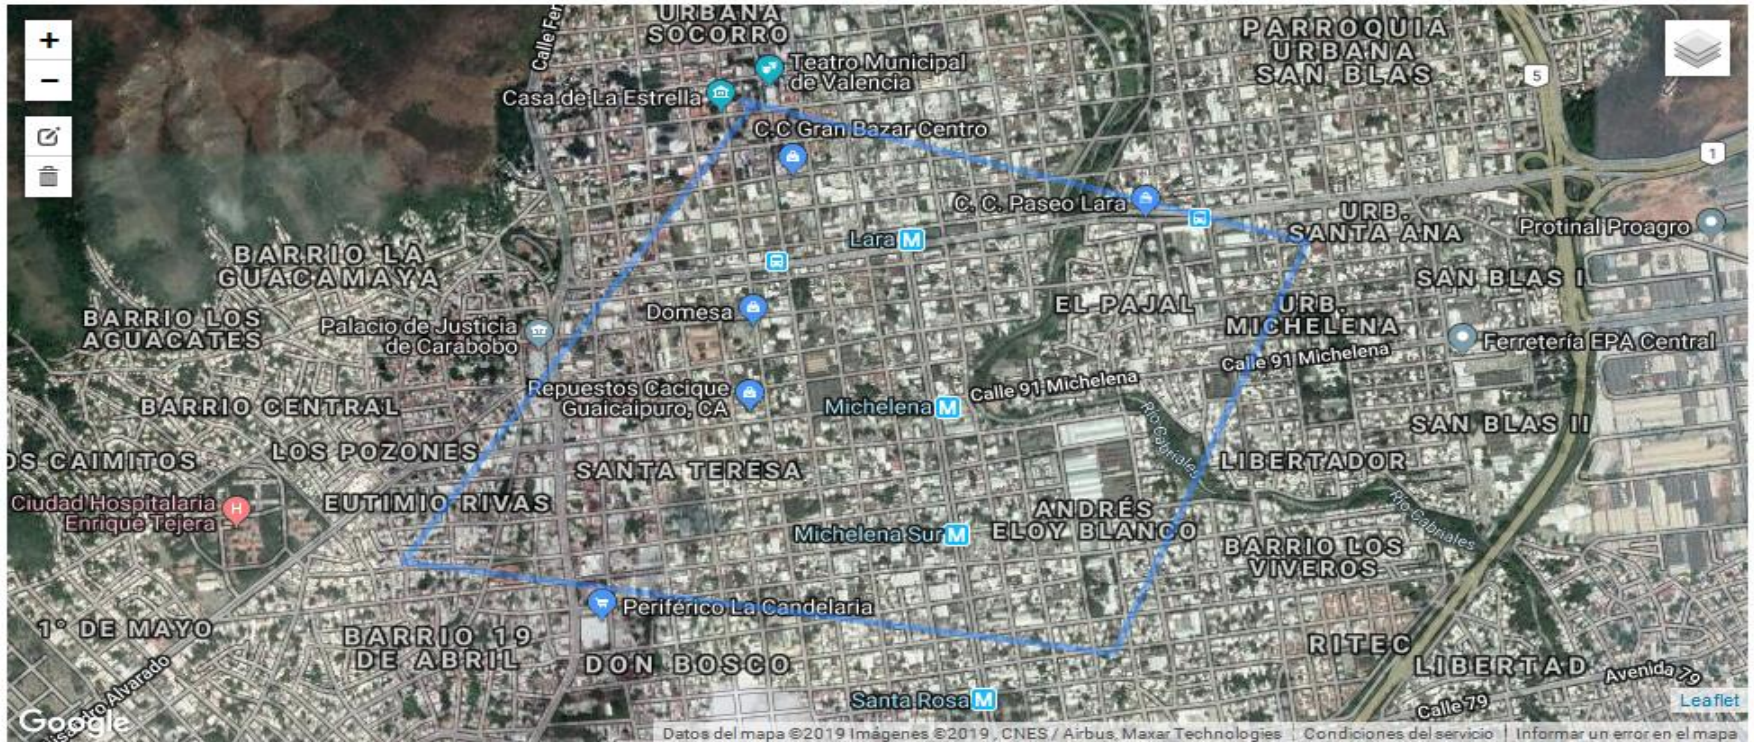 +
−
Calle Fer
URBANA
SOCORRO
Teatro Municipal
de Valencia
Casa de La Estrella
C.C Gran Bazar Centro
PARROQUIA
URBANA
SAN BLAS
5
1
C. C. Paseo Lara
Lara M
URB.
SANTA ANA
Protinal Proagro
BARRIO LA
GUACAMAYA
SAN BLAS I
BARRIO LOS
AGUACATES
Palacio de Justicia
de Carabobo
Domesa
EL PAJAL
URB.
MICHELENA
Ferretería EPA Central
Calle 91 Michelena
Calle 91 Michelena
Repuestos Cacique
Guaicaipuro, CA
Michelena M
BARRIO CENTRAL
Río Cabriales
SAN BLAS II
LOS POZONES
OS CAIMITOS
SANTA TERESA
LIBERTADOR
Ciudad Hospitalaria
Enrique Tejera
H
EUTIMIO RIVAS
Michelena Sur M
ANDRÉS
ELOY BLANCO
Río Cabriales
BARRIO LOS
VIVEROS
Periférico La Candelaria
1° DE MAYO
BARRIO 19
DE ABRIL
DON BOSCO
RITEC
LIBERTAD
Avenida 79
Calle 79
Santa Rosa M
Alvarado
Google
Leaflet
Datos del mapa ©2019 Imágenes ©2019 , CNES / Airbus, Maxar Technologies | Condiciones del servicio | Informar un error en el mapa